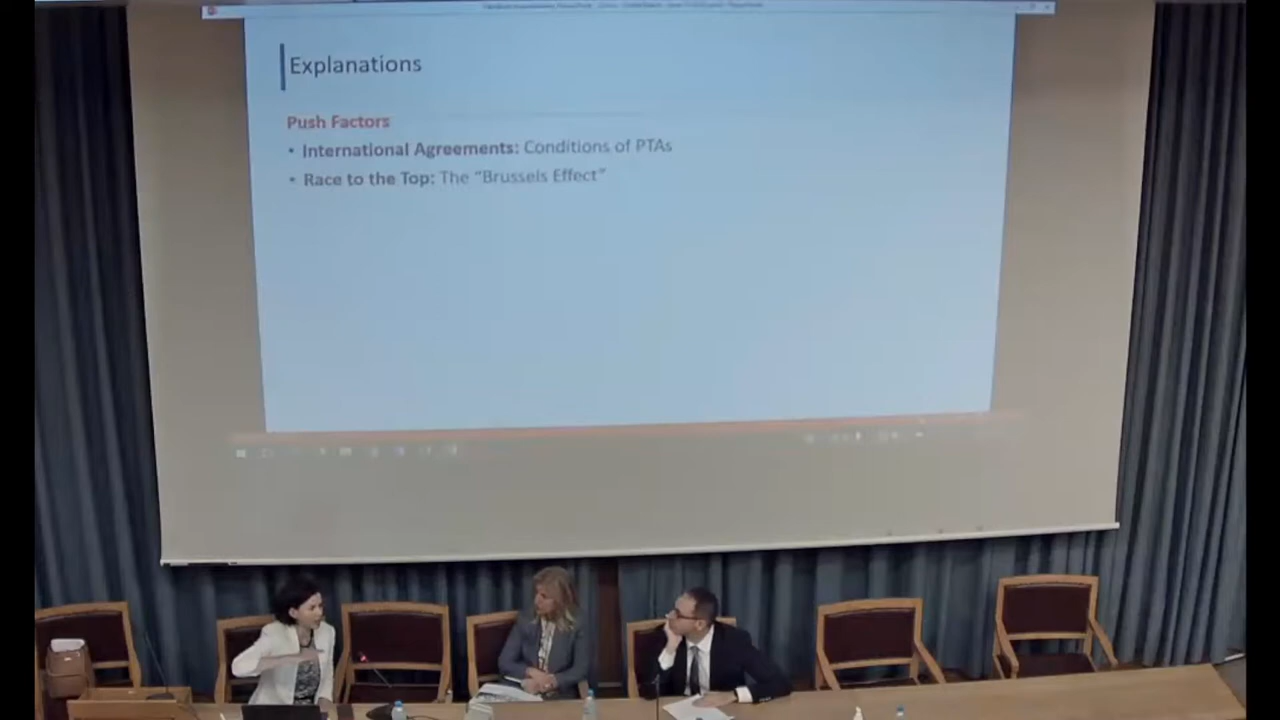 Explanations
Push Factors
• International Agreements: Conditions of PTAs
• Race to the Top: The “Brussels Effect”